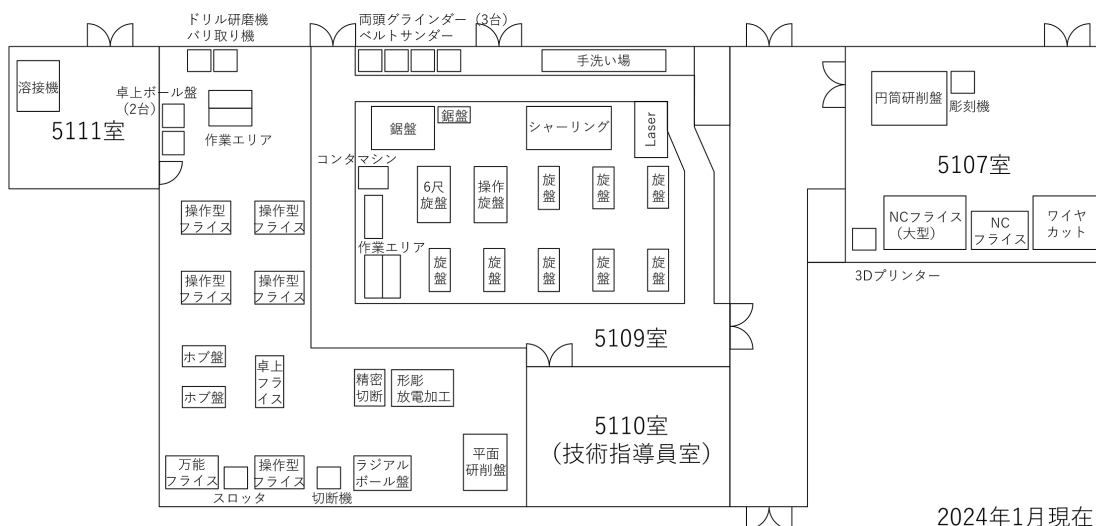 ドリル研磨機
バリ取り機
両頭グラインダー(3台)
ベルトサンダー
手洗い場
溶接機
5111室
卓上ボール盤
(2台)
作業エリア
コンタマシン
鋸盤
鋸盤
シャーリング
Laser
6尺
旋盤
操作
旋盤
旋盤
旋盤
旋盤
作業エリア
旋盤
旋盤
旋盤
旋盤
旋盤
円筒研削盤
彫刻機
5107室
NCフライス
(大型)
NC
フライス
ワイヤ
カット
3Dプリンター
操作型
フライス
操作型
フライス
操作型
フライス
操作型
フライス
5109室
ホブ盤
ホブ盤
卓上
フライス
精密
切断
形彫
放電加工
5110室
(技術指導員室)
万能
フライス
スロッタ
操作型
フライス
切断機
ラジアル
ボール盤
平面
研削盤
2024年1月現在